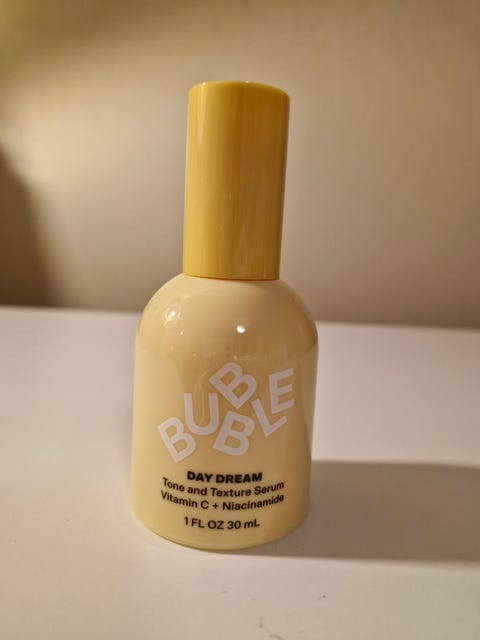 BUBBLE
DAY DREAM
Tone and Texture Serum
Vitamin C + Niacinamide
1 FL OZ 30 mL